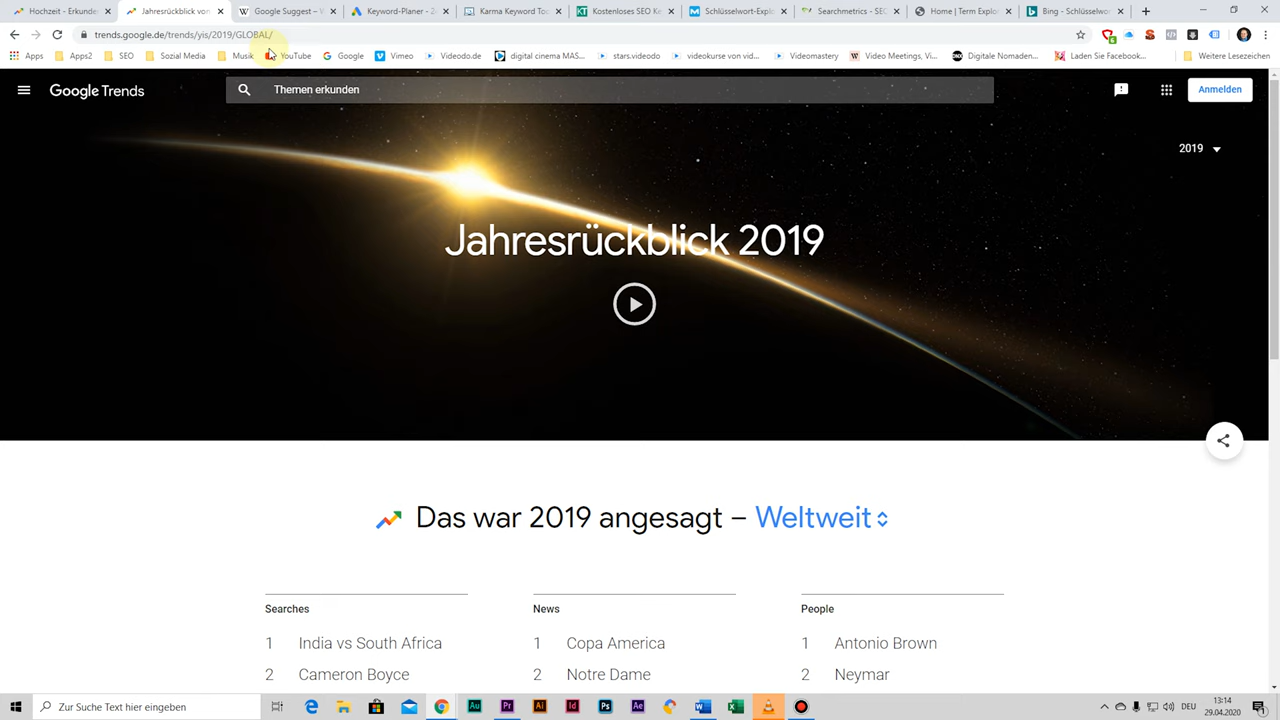 Hochzeit - Erkunden
Jahresrückblick von
Google Suggest – W
Keyword-Planer - Z
Karma Keyword Too
Kostenloses SEO Ke
Schlüsselwort-Explo
Searchmetrics - SEO
Home | Term Explo
Bing - Schlüsselwo
trends.google.de/trends/yis/2019/GLOBAL/
Apps
Apps2
SEO
Sozial Media
Musik
YouTube
Google
Vimeo
Videodo.de
digital cinema MAS...
stars.videodo
videokurse von vid...
Videomastery
Video Meetings, Vi...
Digitale Nomaden...
Laden Sie Facebook...
Weitere Lesezeichen
Google Trends
Themen erkunden
Anmelden
2019
Jahresrückblick 2019
Das war 2019 angesagt – Weltweit
Searches
News
People
1 India vs South Africa
1 Copa America
1 Antonio Brown
2 Cameron Boyce
2 Notre Dame
2 Neymar
Zur Suche Text hier eingeben
DEU
13:14
29.04.2020